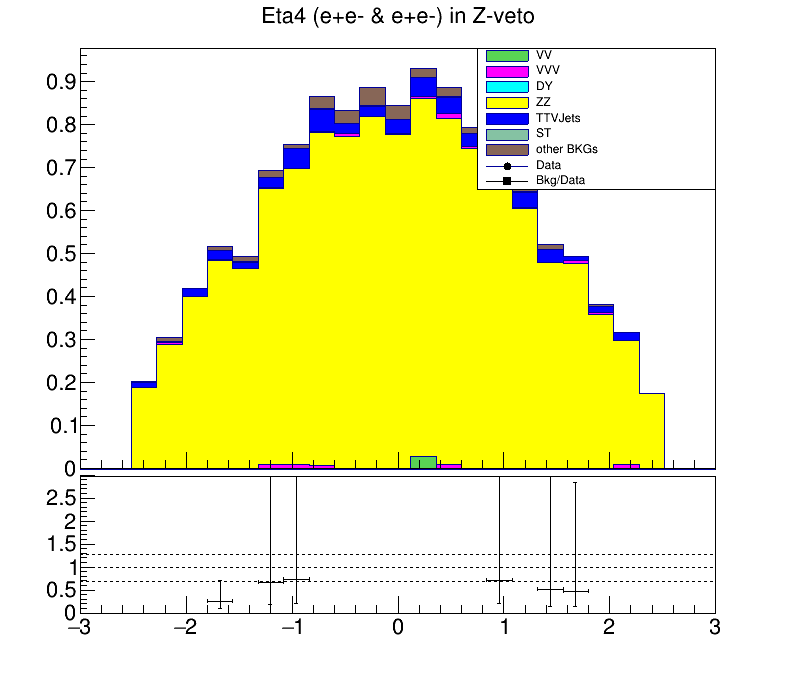 Eta4 (e+e- & e+e-) in Z-veto
VV
VVV
DY
ZZ
TTVJets
ST
other BKGs
Data
Bkg/Data
0.9
0.8
0.7
0.6
0.5
0.4
0.3
0.2
0.1
0
2.5
2
1.5
1
0.5
0
−3 −2 −1 0 1 2 3